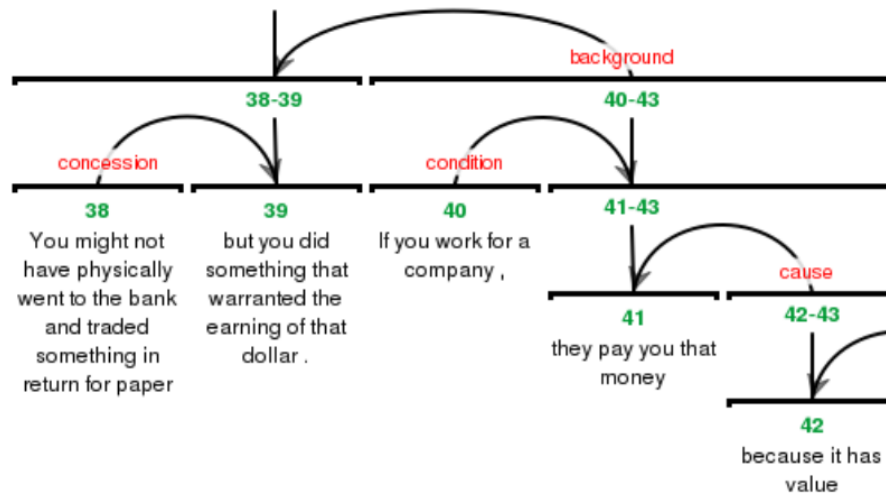 background
38-39
40-43
concession
condition
38
39
40
41-43
You might not
have physically
went to the bank
and traded
something in
return for paper
but you did
something that
warranted the
earning of that
dollar .
If you work for a
company ,
cause
41
42-43
they pay you that
money
42
because it has
value